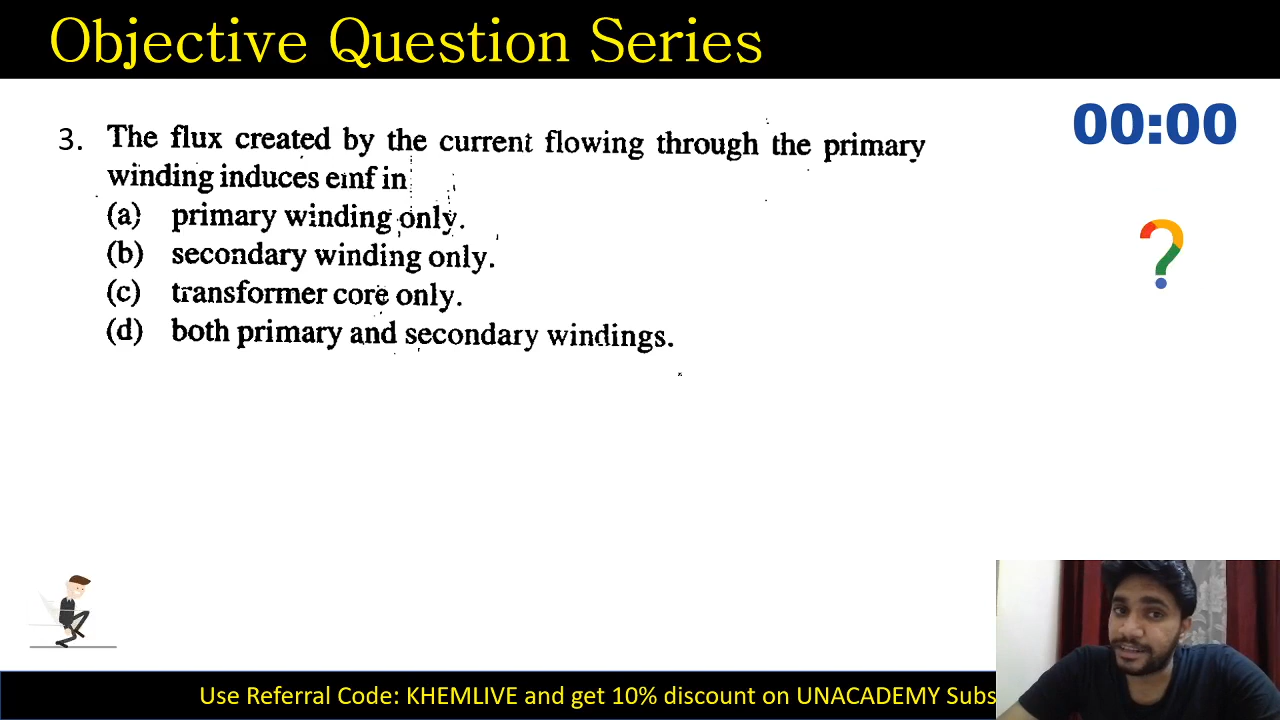 Objective Question Series
00:00
3. The flux created by the current flowing through the primary
winding induces emf in
(a) primary winding only.
(b) secondary winding only.
(c) transformer core only.
(d) both primary and secondary windings.
?
Use Referral Code: KHEMLIVE and get 10% discount on UNACADEMY Subs